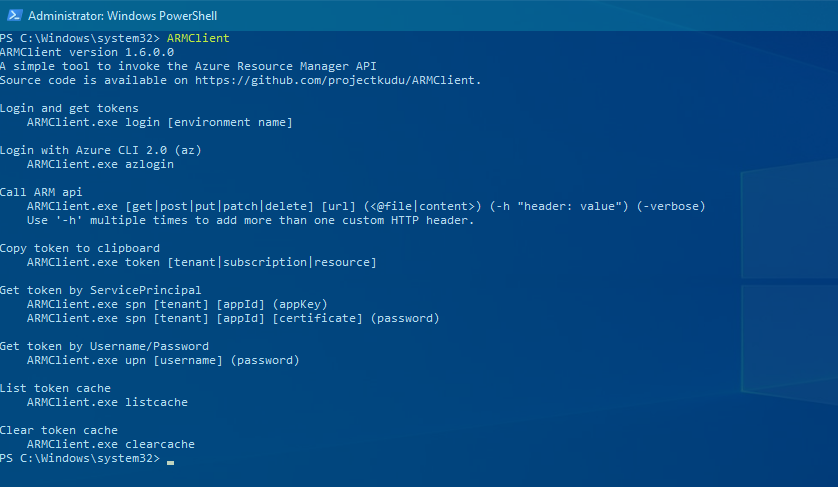 Administrator: Windows PowerShell
PS C:\Windows\system32> ARMClient
ARMClient version 1.6.0.0
A simple tool to invoke the Azure Resource Manager API
Source code is available on https://github.com/projectkudu/ARMClient.

Login and get tokens
    ARMClient.exe login [environment name]

Login with Azure CLI 2.0 (az)
    ARMClient.exe azlogin

Call ARM api
    ARMClient.exe [get|post|put|patch|delete] [url] (<@file|content>) (-h "header: value") (-verbose)
    Use '-h' multiple times to add more than one custom HTTP header.

Copy token to clipboard
    ARMClient.exe token [tenant|subscription|resource]

Get token by ServicePrincipal
    ARMClient.exe spn [tenant] [appId] (appKey)
    ARMClient.exe spn [tenant] [appId] [certificate] (password)

Get token by Username/Password
    ARMClient.exe upn [username] (password)

List token cache
    ARMClient.exe listcache

Clear token cache
    ARMClient.exe clearcache
PS C:\Windows\system32> _